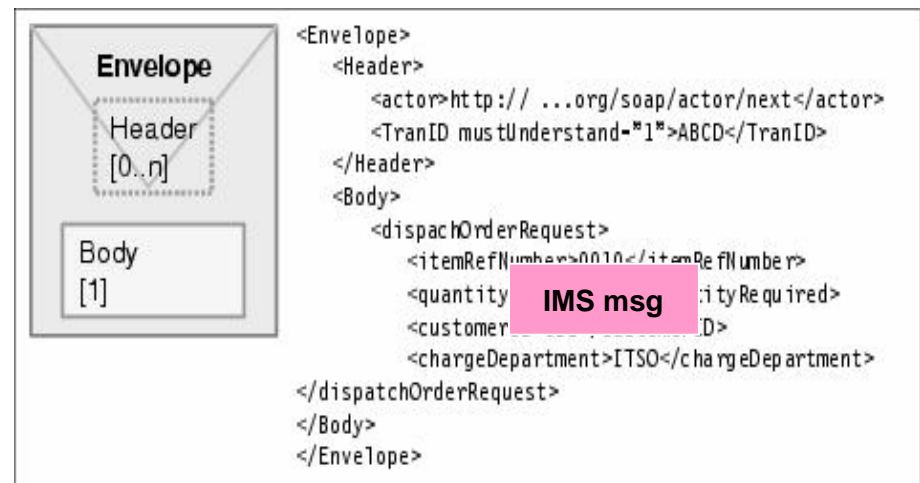 Envelope
Header
[0..n]
Body
[1]
<Envelope>
<Header>
<actor>http:// ...org/soap/actor/next</actor>
<TranID mustUnderstand="1">ABCD</TranID>
</Header>
<Body>
<dispachOrderRequest>
<itemRefNumber>0010</itemRefNumber>
<quantity ityRequired>
IMS msg
<customer
<chargeDepartment>ITSO</chargeDepartment>
</dispatchOrderRequest>
</Body>
</Envelope>